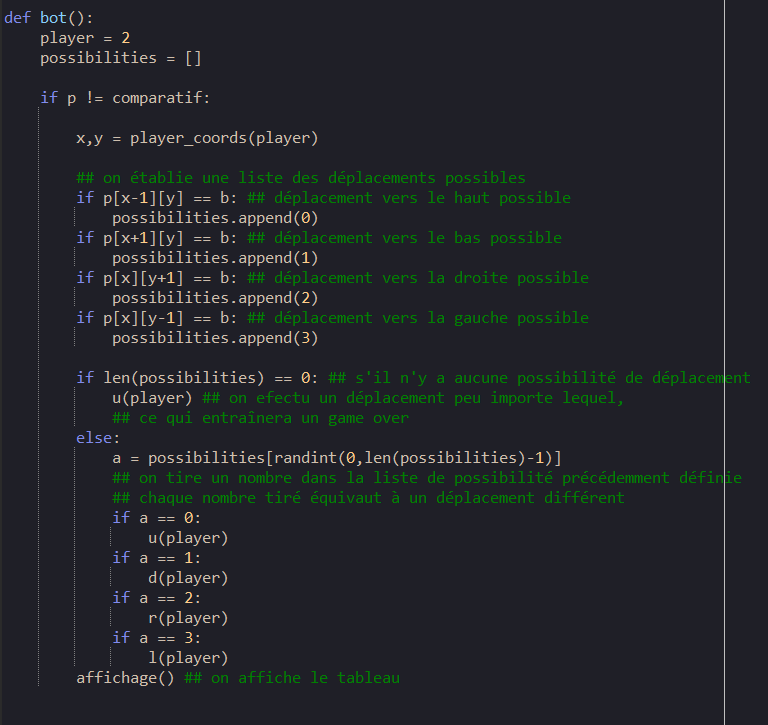 def bot():
    player = 2
    possibilities = []

    if p != comparatif:

        x,y = player_coords(player)

        ## on établie une liste des déplacements possibles
        if p[x-1][y] == b: ## déplacement vers le haut possible
            possibilities.append(0)
        if p[x+1][y] == b: ## déplacement vers le bas possible
            possibilities.append(1)
        if p[x][y+1] == b: ## déplacement vers la droite possible
            possibilities.append(2)
        if p[x][y-1] == b: ## déplacement vers la gauche possible
            possibilities.append(3)

        if len(possibilities) == 0: ## s'il n'y a aucune possibilité de déplacement
            u(player) ## on efectu un déplacement peu importe lequel,
            ## ce qui entraînera un game over
        else:
            a = possibilities[randint(0,len(possibilities)-1)]
            ## on tire un nombre dans la liste de possibilité précédemment définie
            ## chaque nombre tiré équivaut à un déplacement différent
            if a == 0:
                u(player)
            if a == 1:
                d(player)
            if a == 2:
                r(player)
            if a == 3:
                l(player)
        affichage() ## on affiche le tableau